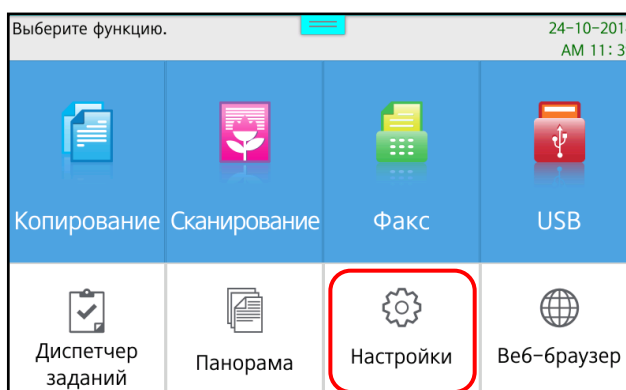 Выберите функцию.
24-10-201
AM 11:3
Копирование
Сканирование
Факс
USB
Диспетчер
заданий
Панорама
Настройки
Веб-браузер